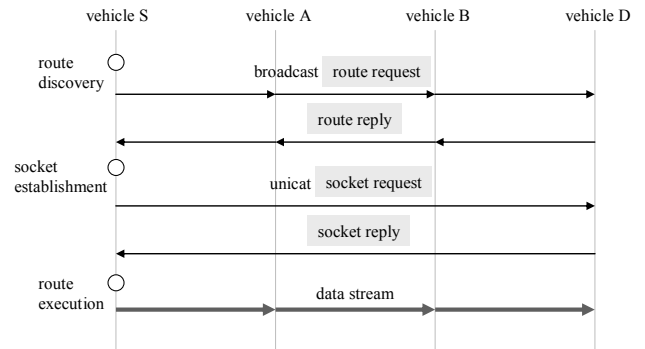 vehicle S vehicle A vehicle B vehicle D
route
discovery
broadcast route request
route reply
socket
establishment
unicat socket request
socket reply
route
execution
data stream